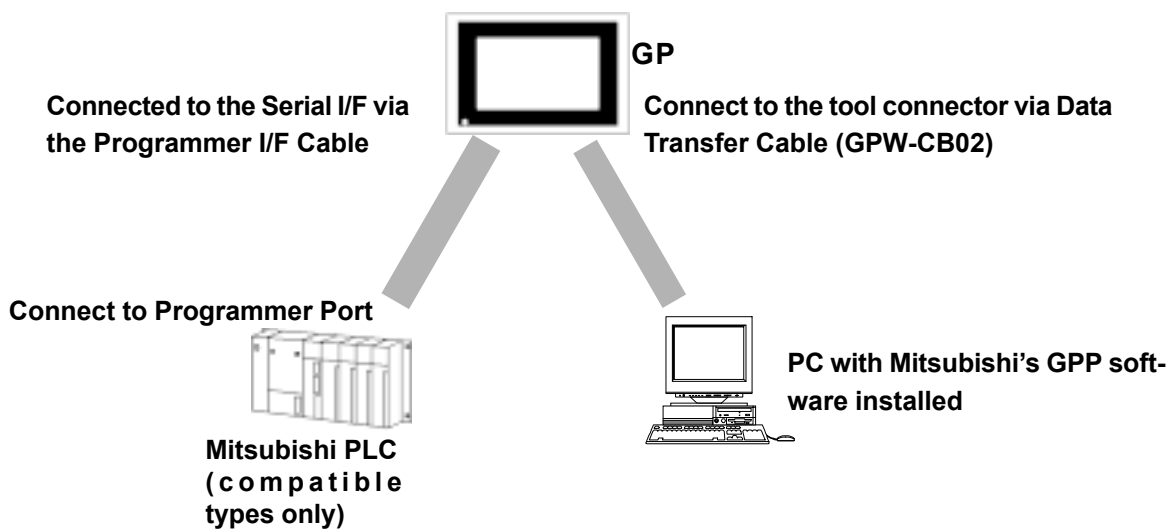 GP
Connected to the Serial I/F via
the Programmer I/F Cable
Connect to the tool connector via Data
Transfer Cable (GPW-CB02)
Connect to Programmer Port
Mitsubishi PLC
(compatible
types only)
PC with Mitsubishi’s GPP soft-
ware installed